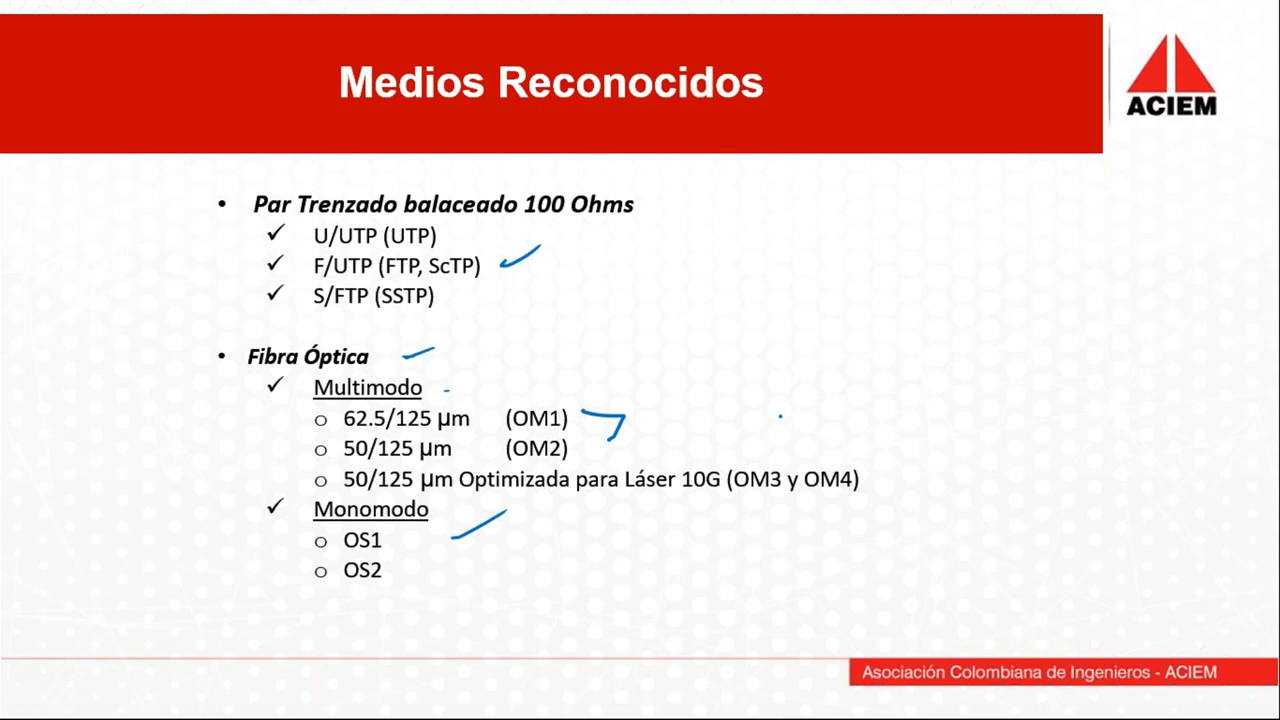 Medios Reconocidos
ACIEM
• Par Trenzado balaceado 100 Ohms
✓ U/UTP (UTP)
✓ F/UTP (FTP, ScTP)
✓ S/FTP (SSTP)
• Fibra Óptica
✓ Multimodo
o 62.5/125 µm (OM1)
o 50/125 µm (OM2)
o 50/125 µm Optimizada para Láser 10G (OM3 y OM4)
✓ Monomodo
o OS1
o OS2
Asociación Colombiana de Ingenieros - ACIEM